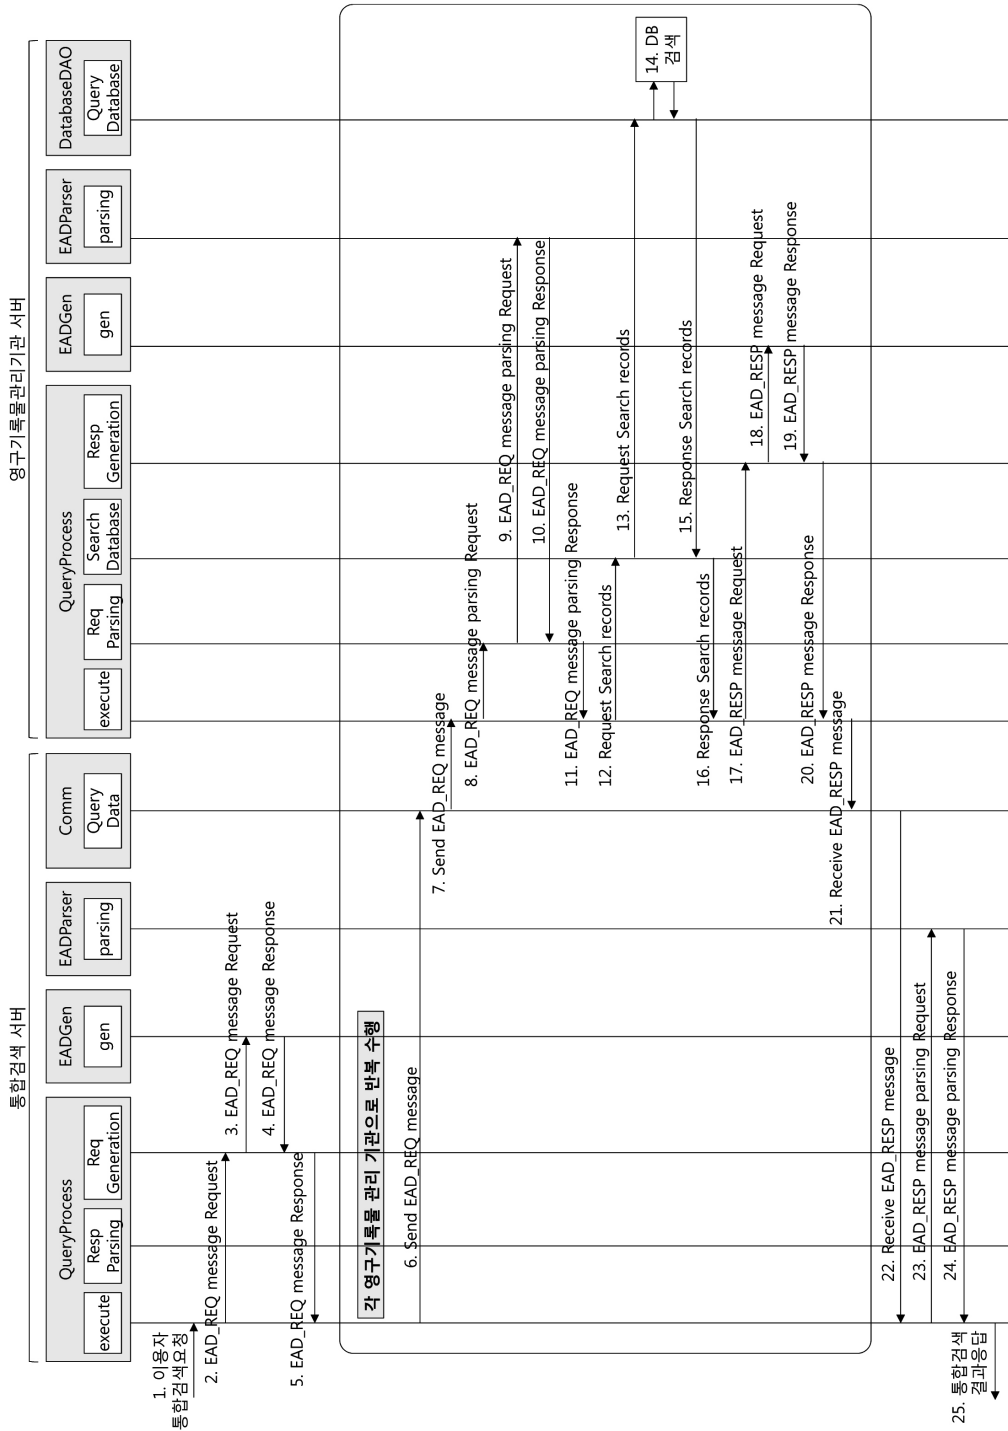 통합검색 서버
영구기록물관리기관 서버
QueryProcess
execute
Resp
Parsing
Req
Generation
EADGen
gen
EADParser
parsing
Comm
Query
Data
QueryProcess
execute
Req
Parsing
Search
Database
Resp
Generation
EADGen
gen
EADParser
parsing
DatabaseDAO
Query
Database
1. 이용자
통합검색요청
2. EAD_REQ message Request
3. EAD_REQ message Request
4. EAD_REQ message Response
5. EAD_REQ message Response
각 영구기록물 관리 기관으로 반복 수행
6. Send EAD_REQ message
7. Send EAD_REQ message
8. EAD_REQ message parsing Request
9. EAD_REQ message parsing Request
10. EAD_REQ message parsing Response
11. EAD_REQ message parsing Response
12. Request Search records
13. Request Search records
14. DB
검색
15. Response Search records
16. Response Search records
17. EAD_RESP message Request
18. EAD_RESP message Request
19. EAD_RESP message Response
20. EAD_RESP message Response
21. Receive EAD_RESP message
22. Receive EAD_RESP message
23. EAD_RESP message parsing Request
24. EAD_RESP message parsing Response
25. 통합검색
결과응답